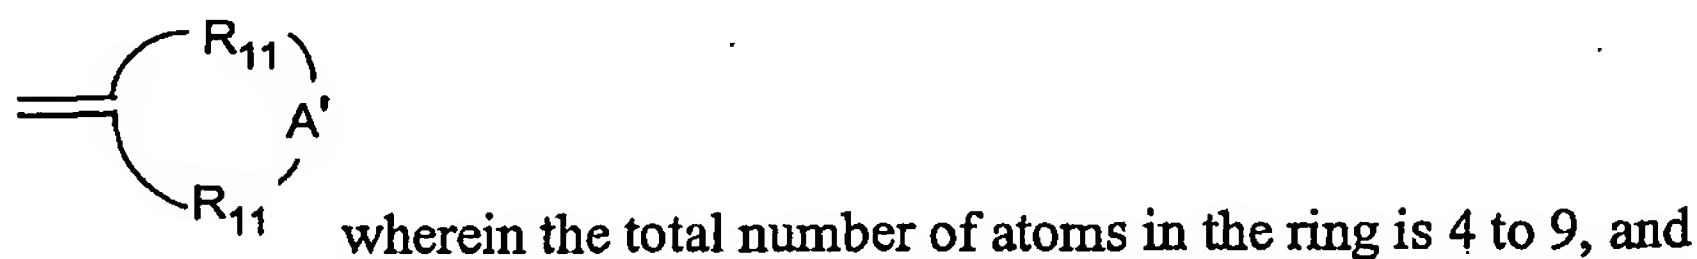 R11
A'
R11
wherein the total number of atoms in the ring is 4 to 9, and